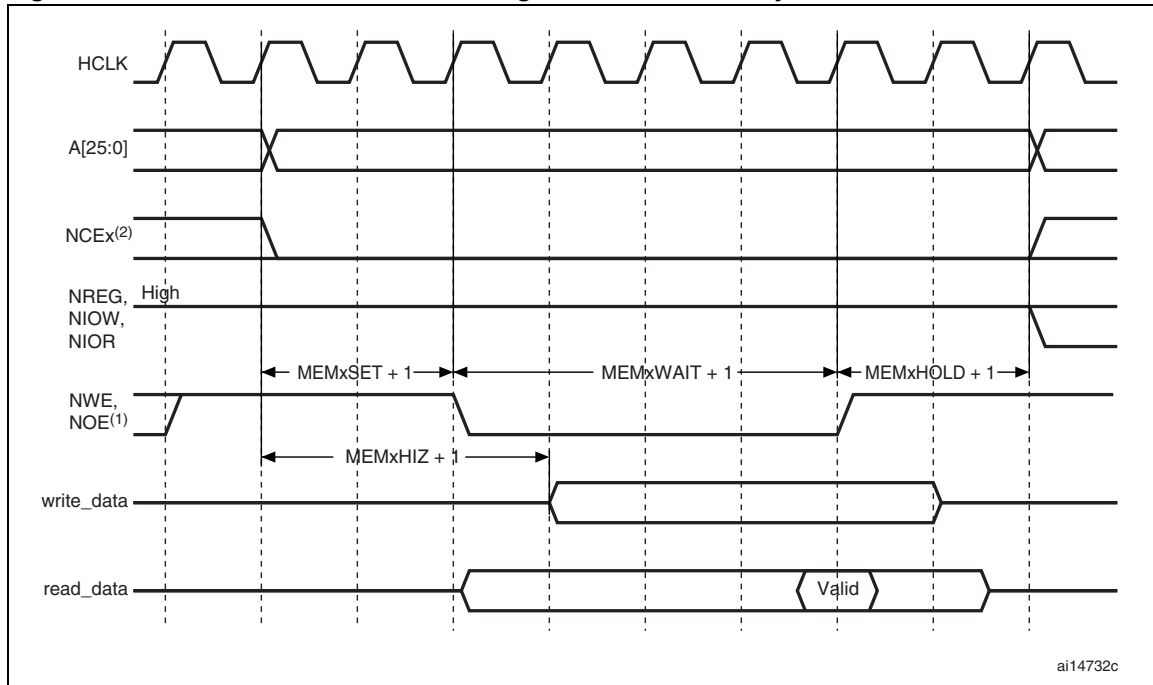 HCLK
A[25:0]
NCEx(2)
NREG, High
NIOW,
NIOR
MEMxSET + 1 MEMxWAIT + 1 MEMxHOLD + 1
NWE,
NOE(1)
MEMxHIZ + 1
write_data
read_data Valid
ai14732c